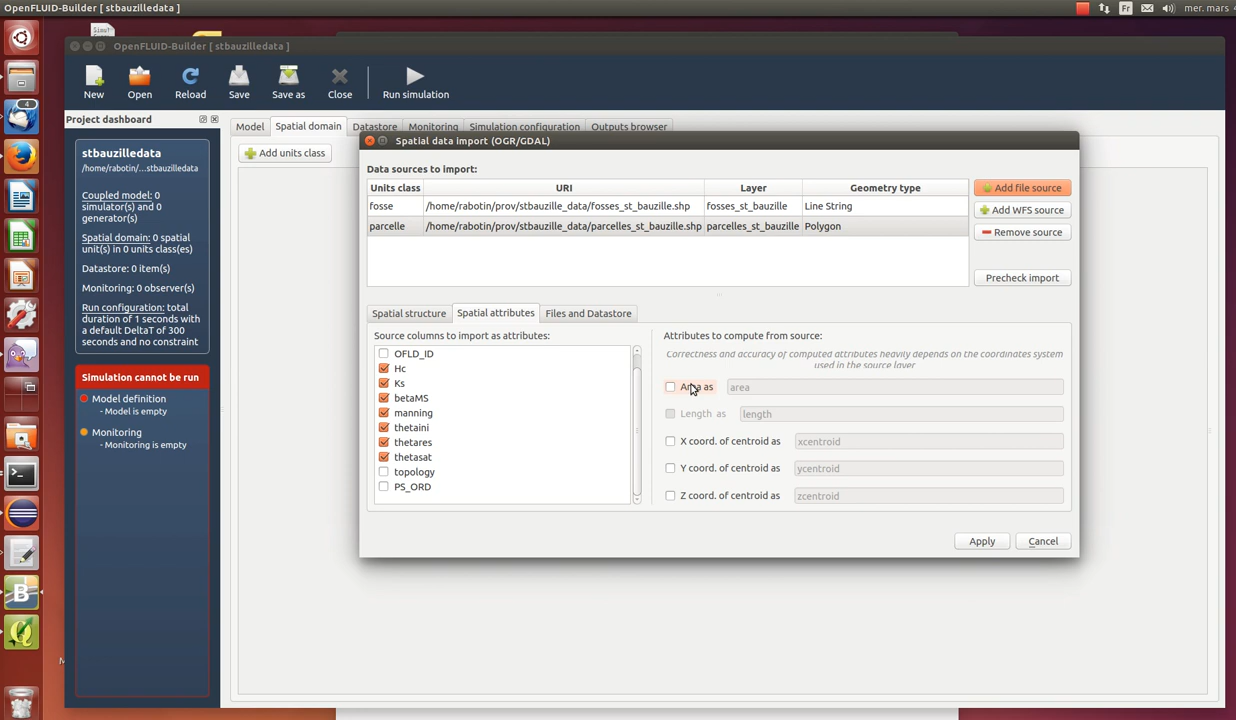 OpenFLUID-Builder [ stbauzilledata ]
Fr
mer. mars
OpenFLUID-Builder [ stbauzilledata ]
New
Open
Reload
Save
Save as
Close
Run simulation
4
Project dashboard
stbauzilledata
/home/rabotin/...stbauzilledata
Coupled model: 0
simulator(s) and 0
generator(s)
Spatial domain: 0 spatial
unit(s) in 0 units class(es)
Datastore: 0 item(s)
Monitoring: 0 observer(s)
Run configuration: total
duration of 1 seconds with
a default DeltaT of 300
seconds and no constraint
Simulation cannot be run
Model definition
- Model is empty
Monitoring
- Monitoring is empty
Model
Spatial domain
Datastore
Monitoring
Simulation configuration
Outputs browser
Add units class
Spatial data import (OGR/GDAL)
Data sources to import:
Units class URI Layer Geometry type
fosse /home/rabotin/prov/stbauzille_data/fosses_st_bauzille.shp fosses_st_bauzille Line String
parcelle /home/rabotin/prov/stbauzille_data/parcelles_st_bauzille.shp parcelles_st_bauzille Polygon
Add file source
Add WFS source
Remove source
Precheck import
Spatial structure
Spatial attributes
Files and Datastore
Source columns to import as attributes:
OFLD_ID
Hc
Ks
betaMS
manning
thetaini
thetares
thetasat
topology
PS_ORD
Attributes to compute from source:
Correctness and accuracy of computed attributes heavily depends on the coordinates system
used in the source layer
Area as area
Length as length
X coord. of centroid as xcentroid
Y coord. of centroid as ycentroid
Z coord. of centroid as zcentroid
Apply
Cancel